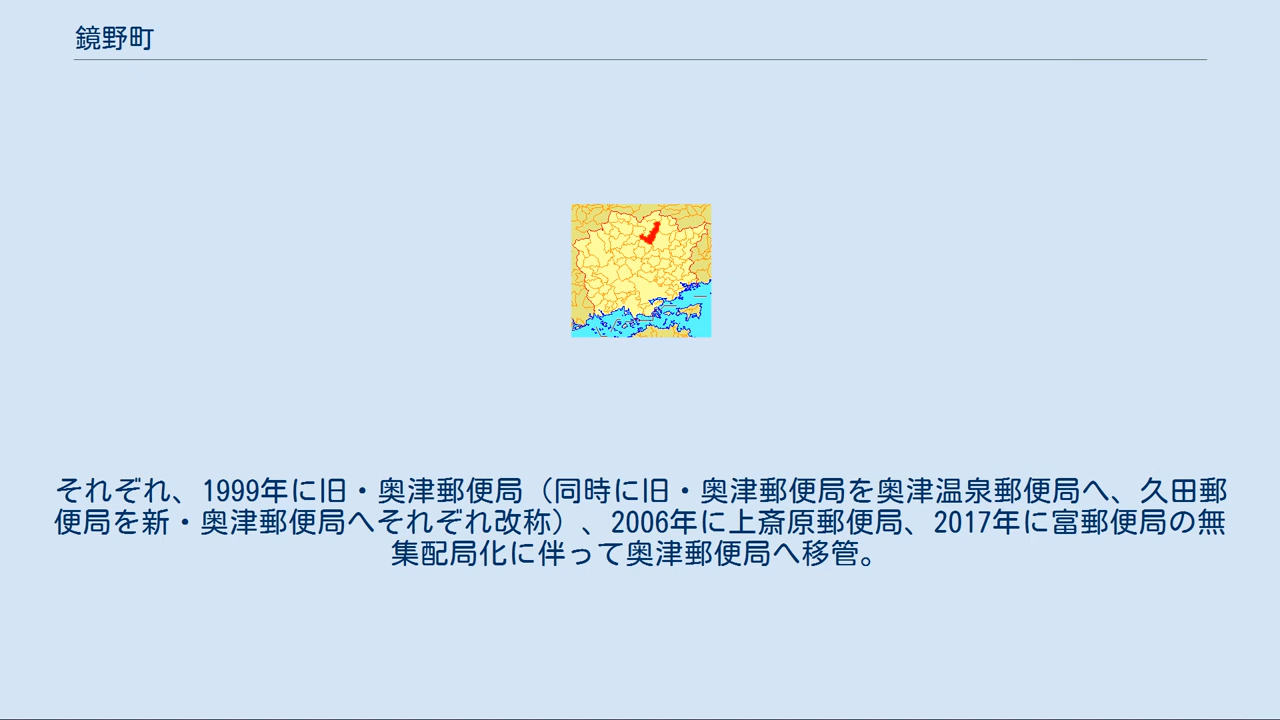 鏡野町
それぞれ、1999年に旧・奥津郵便局（同時に旧・奥津郵便局を奥津温泉郵便局へ、久田郵
便局を新・奥津郵便局へそれぞれ改称）、2006年に上斎原郵便局、2017年に富郵便局の無
集配局化に伴って奥津郵便局へ移管。